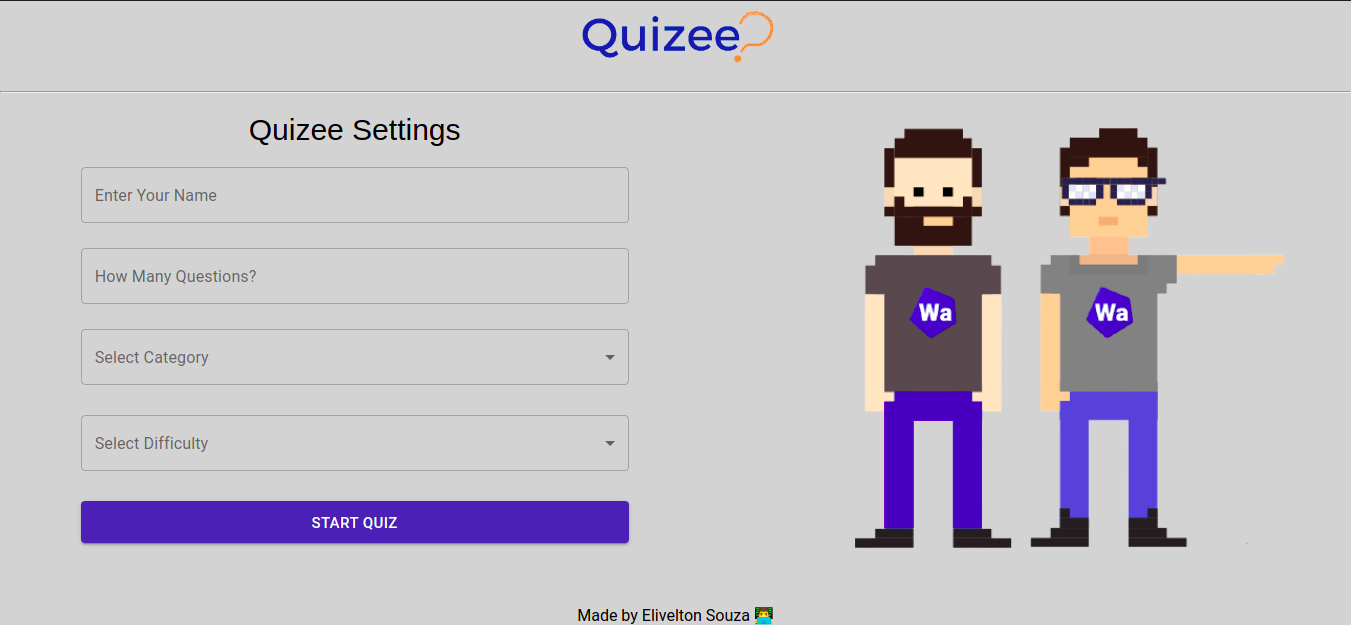 Quizee?
Quizee Settings
Enter Your Name
How Many Questions?
Select Category
Select Difficulty
START QUIZ
Wa
Wa
Made by Elivelton Souza 👨‍💻